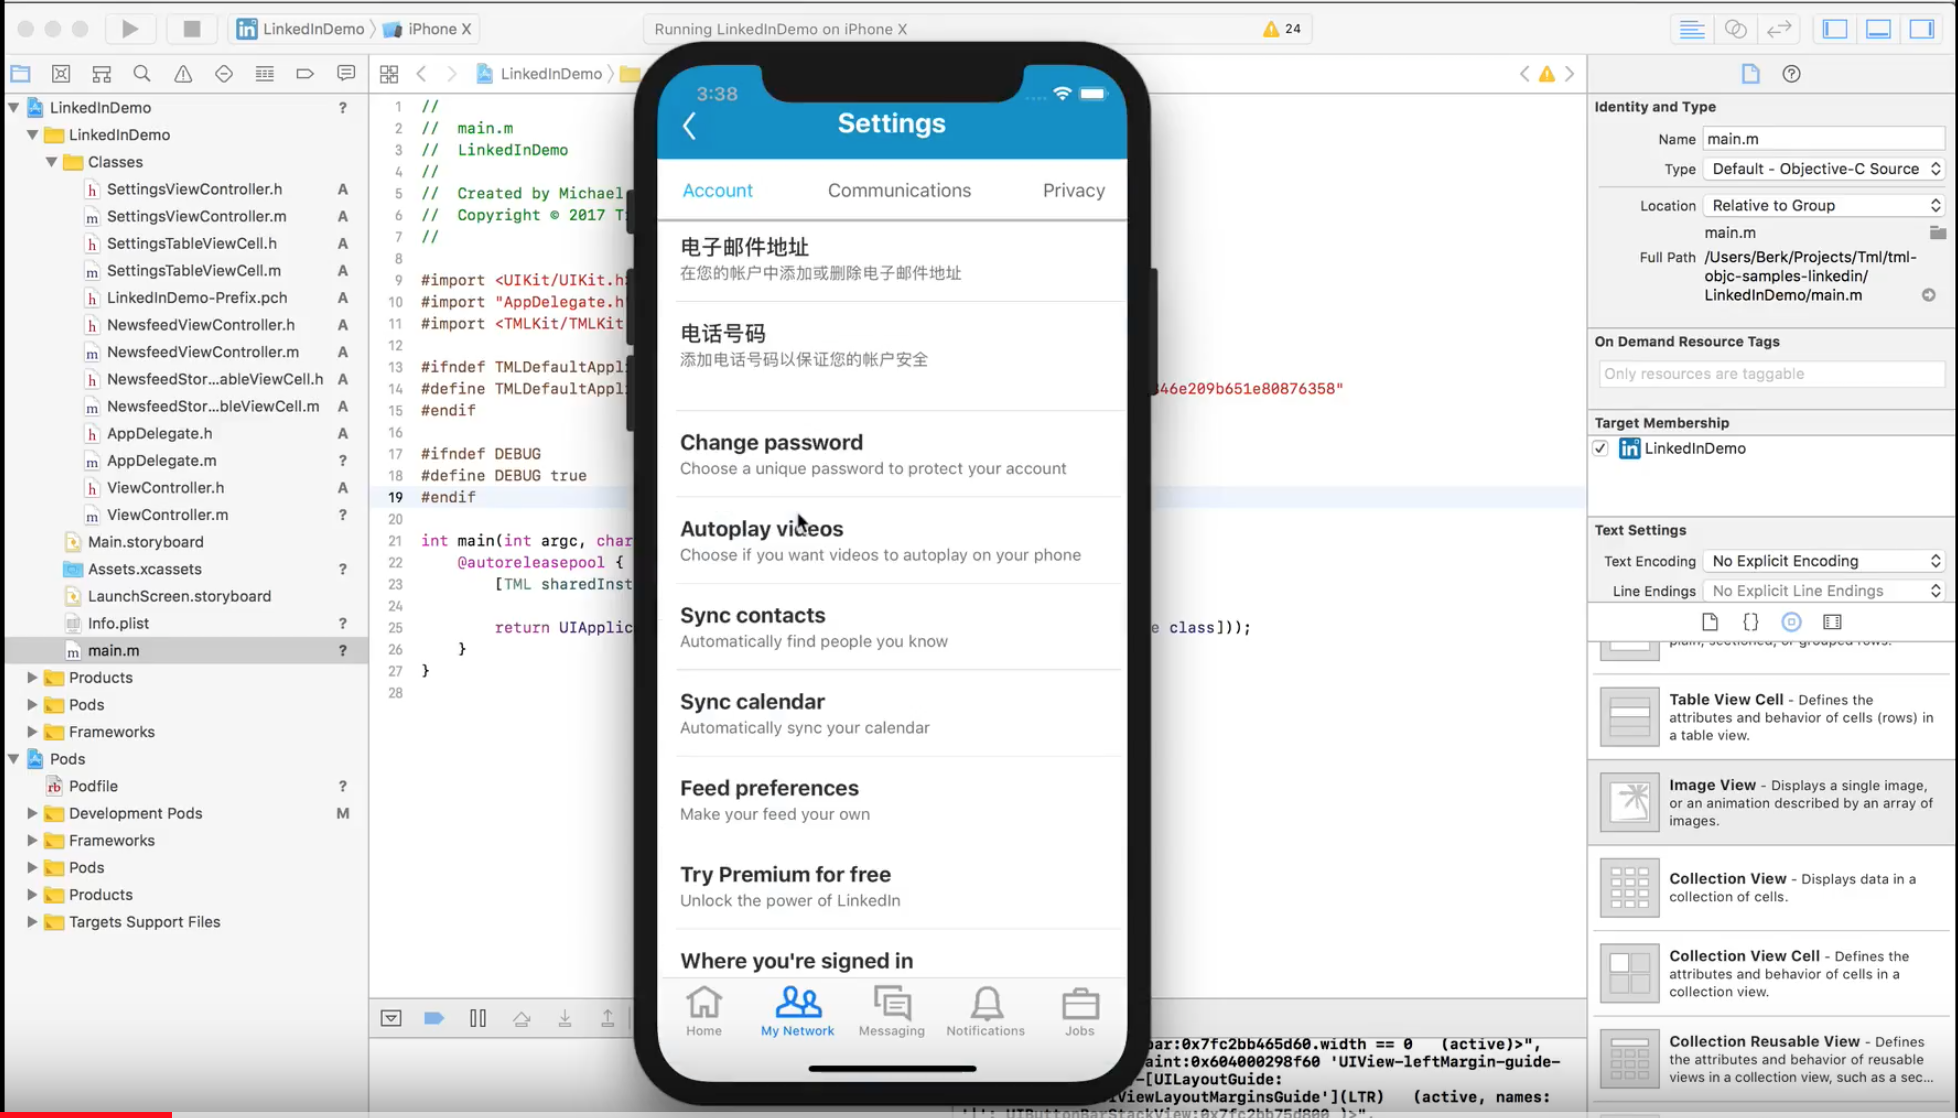 LinkedInDemo
iPhone X
Running LinkedInDemo on iPhone X
24
LinkedInDemo
LinkedInDemo ?
LinkedInDemo
Classes
SettingsViewController.h A
SettingsViewController.m A
SettingsTableViewCell.h A
SettingsTableViewCell.m A
LinkedInDemo-Prefix.pch A
NewsfeedViewController.h A
NewsfeedViewController.m A
NewsfeedStor...ableViewCell.h A
NewsfeedStor...bleViewCell.m A
AppDelegate.h A
AppDelegate.m ?
ViewController.h A
ViewController.m ?
Main.storyboard
Assets.xcassets ?
LaunchScreen.storyboard
Info.plist ?
main.m ?
Products
Pods
Frameworks
Pods
Podfile ?
Development Pods M
Frameworks
Pods
Products
Targets Support Files
1 //
2 // main.m
3 // LinkedInDemo
4 //
5 // Created by Michael
6 // Copyright © 2017
7 //
8
9 #import <UIKit/UIKit.h
10 #import "AppDelegate.h
11 #import <TMLKit/TMLKit
12
13 #ifndef TMLDefaultAppl
14 #define TMLDefaultAppl 46e209b651e80876358"
15 #endif
16
17 #ifndef DEBUG
18 #define DEBUG true
19 #endif
20
21 int main(int argc, char
22 @autoreleasepool {
23 [TML sharedInst
24
25 return UIApplic e class]));
26 }
27 }
28
3:38
Settings
Account Communications Privacy
电子邮件地址
在您的帐户中添加或删除电子邮件地址
电话号码
添加电话号码以保证您的帐户安全
Change password
Choose a unique password to protect your account
Autoplay videos
Choose if you want videos to autoplay on your phone
Sync contacts
Automatically find people you know
Sync calendar
Automatically sync your calendar
Feed preferences
Make your feed your own
Try Premium for free
Unlock the power of LinkedIn
Where you're signed in
Home My Network Messaging Notifications Jobs
ar:0x7fc2bb465d60.width == 0 (active)>",
aint:0x604000298f60 'UIView-leftMargin-guide-
-[UILayoutGuide:
ViewLayoutMarginsGuide'](LTR) (active, names:
'|': UIButtonBarStackView:0x7fc2bb75d800 )>",
Identity and Type
Name main.m
Type Default - Objective-C Source
Location Relative to Group
main.m
Full Path /Users/Berk/Projects/Tml/tml-
objc-samples-linkedin/
LinkedInDemo/main.m
On Demand Resource Tags
Only resources are taggable
Target Membership
LinkedInDemo
Text Settings
Text Encoding No Explicit Encoding
Line Endings No Explicit Line Endings
plain, sectioned, or grouped rows.
Table View Cell - Defines the
attributes and behavior of cells (rows) in
a table view.
Image View - Displays a single image,
or an animation described by an array of
images.
Collection View - Displays data in a
collection of cells.
Collection View Cell - Defines the
attributes and behavior of cells in a
collection view.
Collection Reusable View - Defines
the attributes and behavior of reusable
views in a collection view, such as a sec...